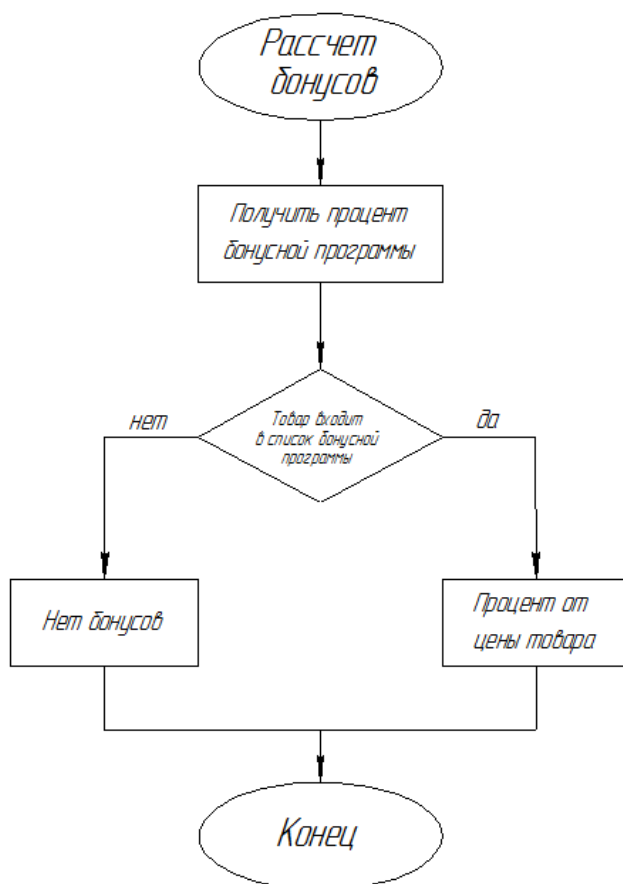 Рассчет
бонусов
Получить процент
бонусной программы
нет
Товар входит
в список бонусной
программы
да
Нет бонусов
Процент от
цены товара
Конец